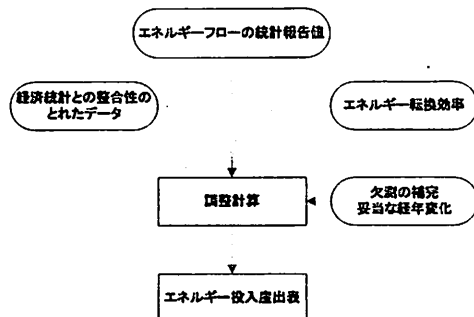 エネルギーフローの統計報告値
経済統計との整合性の
とれたデータ
エネルギー転換効率
調整計算
欠測の補充
妥当な経年変化
エネルギー投入産出表